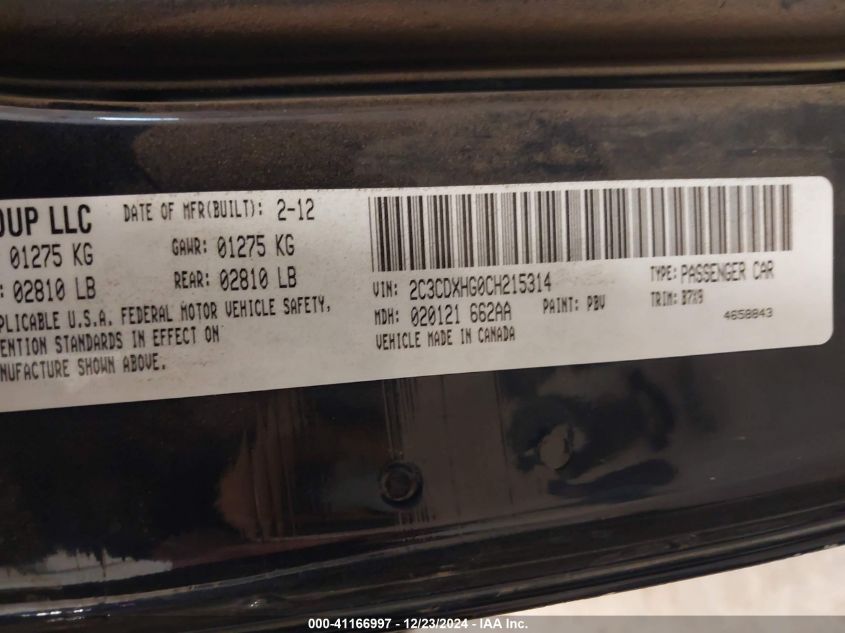 OUP LLC DATE OF MFR(BUILT): 2-12
01275 KG GAWR: 01275 KG
: 02810 LB REAR: 02810 LB
PLICABLE U.S.A. FEDERAL MOTOR VEHICLE SAFETY,
ENTION STANDARDS IN EFFECT ON
NUFACTURE SHOWN ABOVE.
VIN: 2C3CDXHG0CH215314 TYPE: PASSENGER CAR
MDH: 020121 662AA PAINT: PBV TRIM: B7X9
VEHICLE MADE IN CANADA 4658843
000-41166997 - 12/23/2024 - IAA Inc.